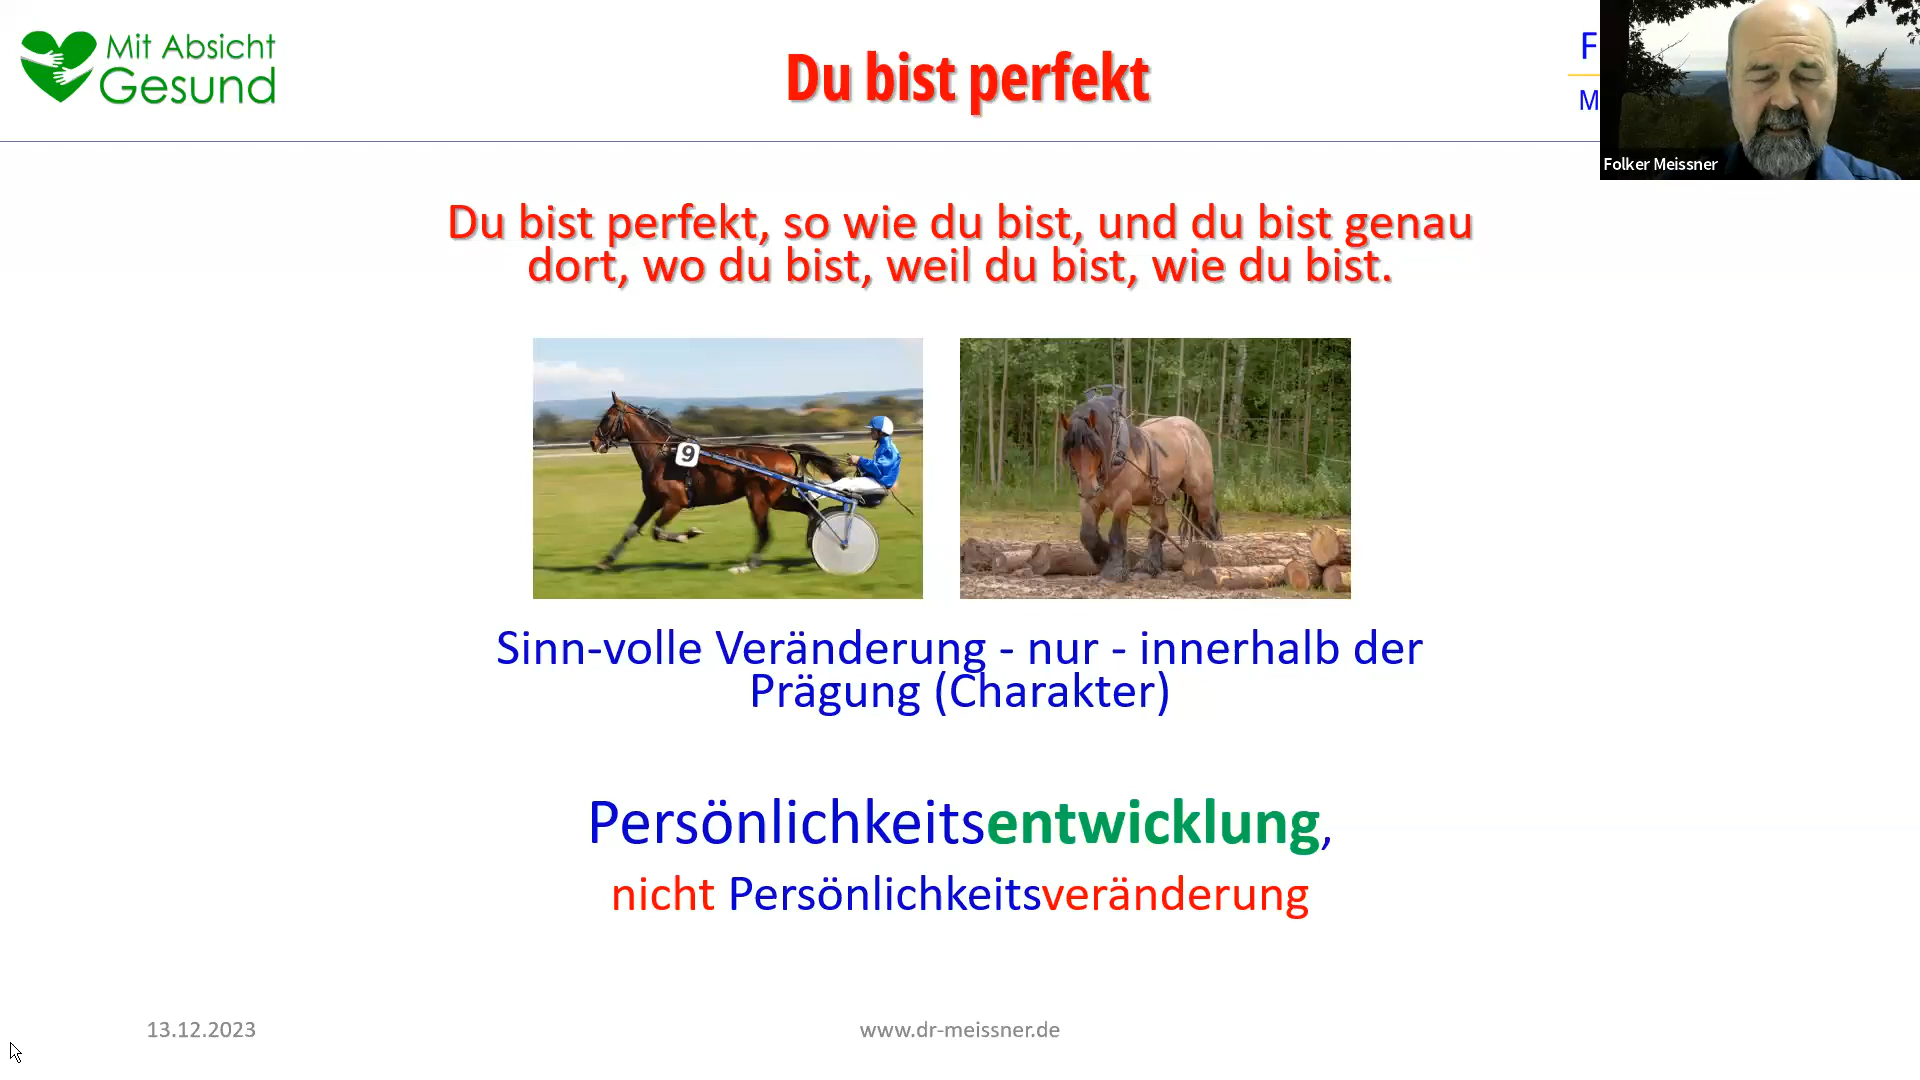 Mit Absicht
Gesund
Du bist perfekt
F
M
Folker Meissner
Du bist perfekt, so wie du bist, und du bist genau
dort, wo du bist, weil du bist, wie du bist.
9
Sinn-volle Veränderung - nur - innerhalb der
Prägung (Charakter)
Persönlichkeitsentwicklung,
nicht Persönlichkeitsveränderung
13.12.2023
www.dr-meissner.de